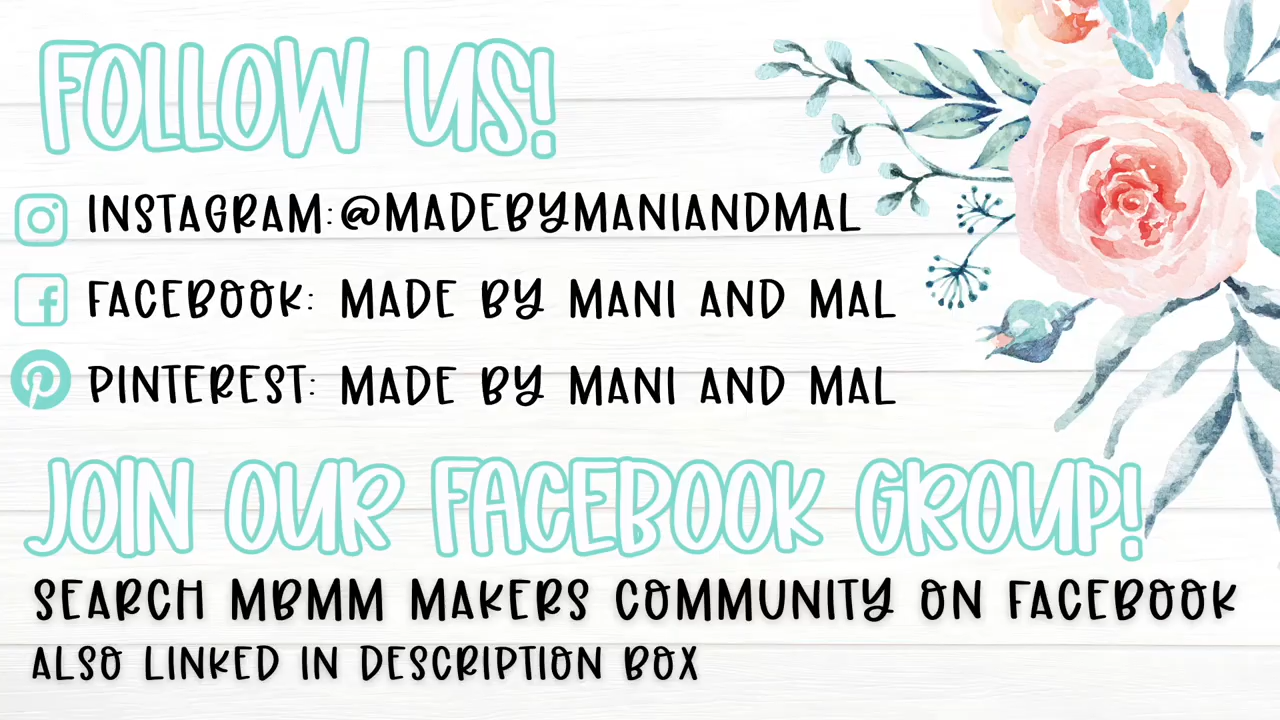 FOLLOW US!
INSTAGRAM: @MADEBYMANIANDMAL
FACEBOOK: MADE BY MANI AND MAL
PINTEREST: MADE BY MANI AND MAL
JOIN OUR FACEBOOK GROUP!
SEARCH MBMM MAKERS COMMUNITY ON FACEBOOK
ALSO LINKED IN DESCRIPTION BOX